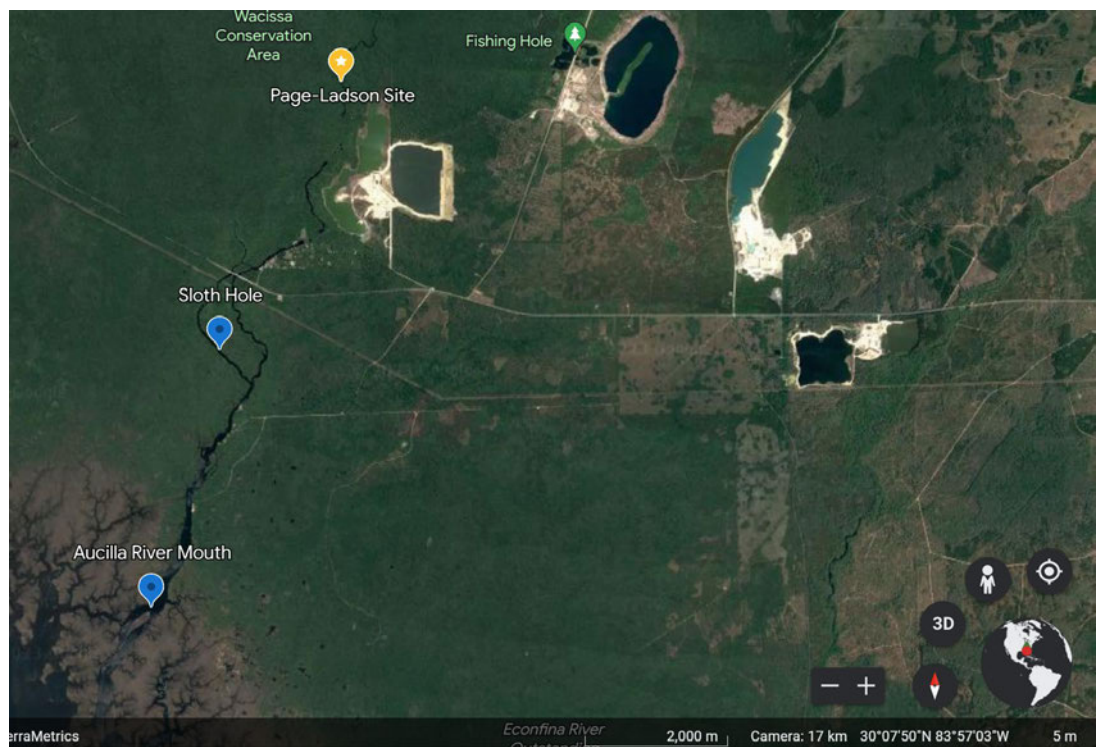 Wacissa
Conservation
Area
Fishing Hole
Page-Ladson Site
Sloth Hole
Aucilla River Mouth
3D
− +
Econfina River
Outstanding
erraMetrics
2,000 m
Camera: 17 km 30°07'50"N 83°57'03"W
5 m